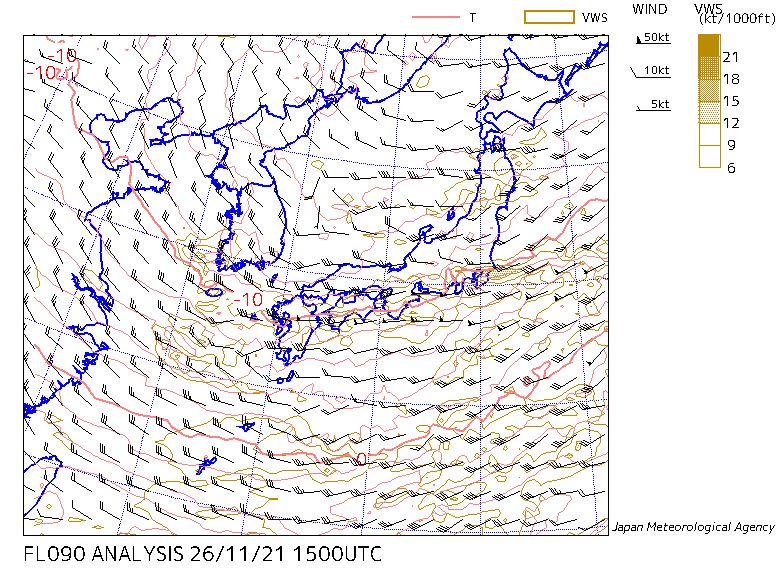 T
VWS
WIND
50kt
10kt
5kt
VWS
(kt/1000ft)
21
18
15
12
9
6
-10
-10
-10
0
Japan Meteorological Agency
FL090 ANALYSIS 26/11/21 1500UTC